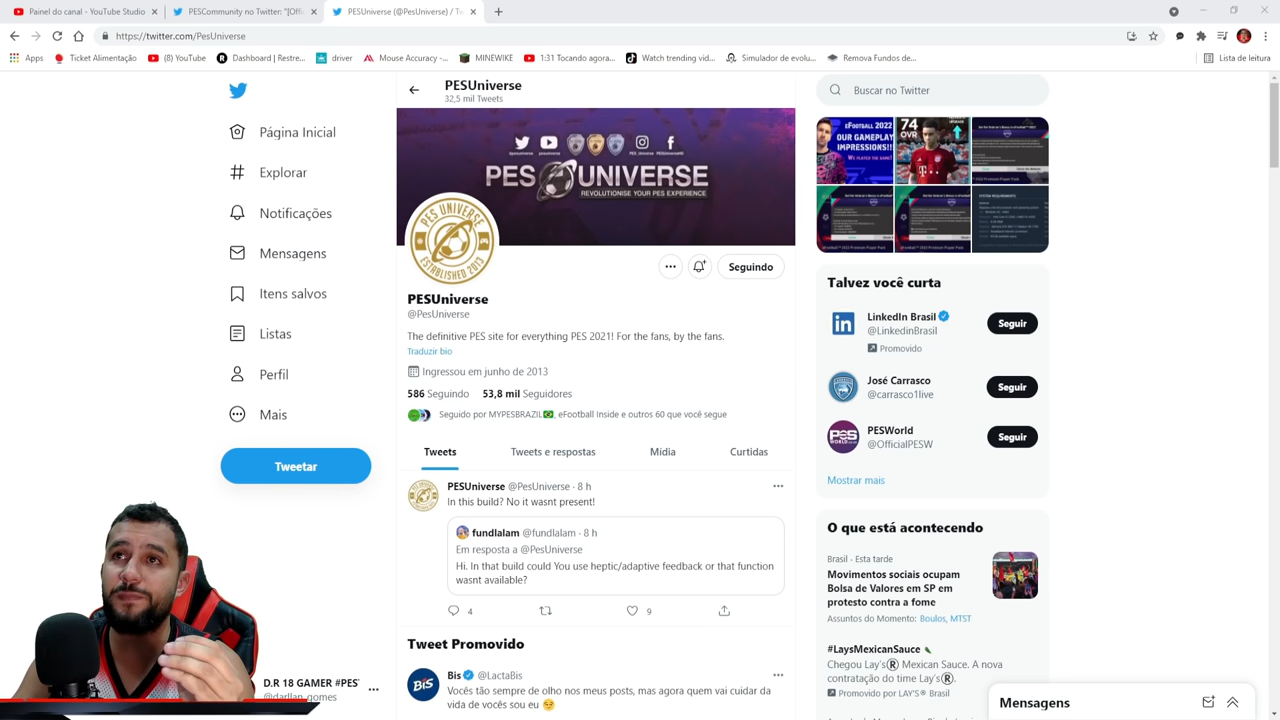 Painel do canal - YouTube Studio
PESCommunity no Twitter: "[Offi
PESUniverse (@PesUniverse) / Tw
https://twitter.com/PesUniverse
Apps
Ticket Alimentação
(8) YouTube
Dashboard | Restre...
driver
Mouse Accuracy -...
MINEWIKE
1:31 Tocando agora...
Watch trending vid...
Simulador de evolu...
Remova Fundos de...
Lista de leitura
PESUniverse
32,5 mil Tweets
Página Inicial
Explorar
Notificações
Mensagens
Itens salvos
Listas
Perfil
Mais
Tweetar
PES UNIVERSE
REVOLUTIONISE YOUR PES EXPERIENCE
PES UNIVERSE
ESTABLISHED 2013
Seguindo
PESUniverse
@PesUniverse
The definitive PES site for everything PES 2021! For the fans, by the fans.
Traduzir bio
Ingressou em junho de 2013
586 Seguindo 53,8 mil Seguidores
Seguido por MYPESBRAZIL🇧🇷, eFootball Inside e outros 60 que você segue
Tweets
Tweets e respostas
Mídia
Curtidas
PESUniverse @PesUniverse · 8 h
In this build? No it wasnt present!
fundlalam @fundlalam · 8 h
Em resposta a @PesUniverse
Hi. In that build could You use heptic/adaptive feedback or that function
wasnt available?
4
9
Tweet Promovido
Bis @LactaBis
BIS
Vocês tão sempre de olho nos meus posts, mas agora quem vai cuidar da
vida de vocês sou eu
Buscar no Twitter
eFOOTBALL 2022
OUR GAMEPLAY
IMPRESSIONS!!!
WE PLAYED THE GAME!
74
OVR
Talvez você curta
LinkedIn Brasil
@LinkedinBrasil
Promovido
Seguir
José Carrasco
@carrasco1live
Seguir
PESWorld
@OfficialPESW
Seguir
Mostrar mais
O que está acontecendo
Brasil · Esta tarde
Movimentos sociais ocupam
Bolsa de Valores em SP em
protesto contra a fome
Assuntos do Momento: Boulos, MTST
#LaysMexicanSauce
Chegou Lay's® Mexican Sauce. A nova
contratação do time Lay's®.
Promovido por LAY'S® Brasil
Mensagens
D.R 18 GAMER #PES
@darllan_gomes